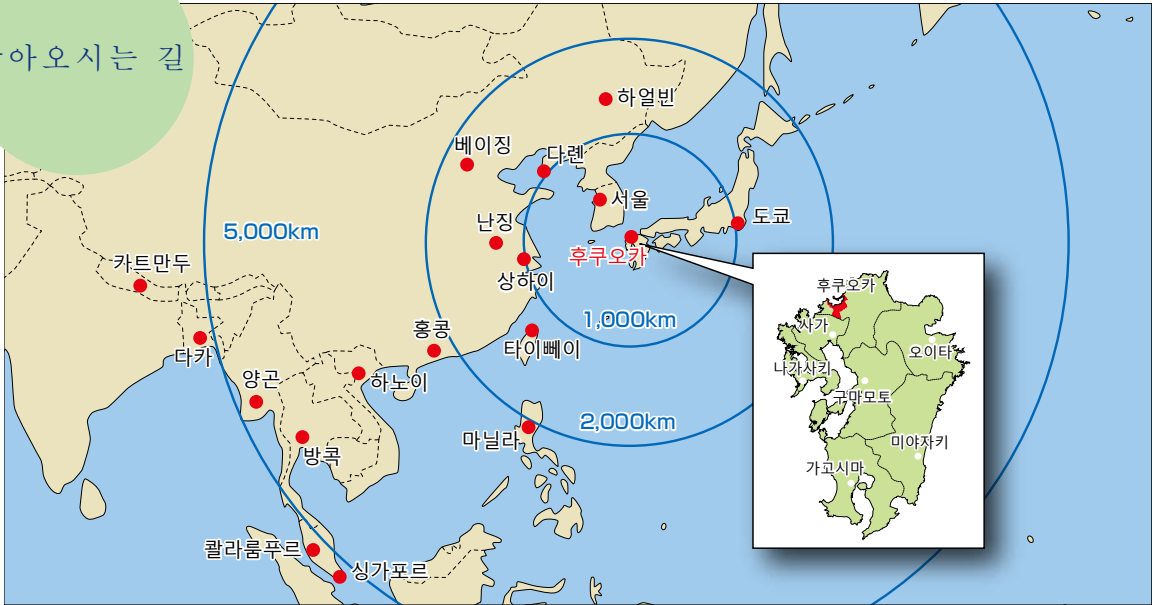 아오시는 길
하얼빈
베이징
다롄
서울
도쿄
난징
5,000km
후쿠오카
카트만두
상하이
1,000km
홍콩
타이뻬이
다카
양곤
하노이
2,000km
마닐라
방콕
콸라룸푸르
싱가포르
후쿠오카
사가
오이타
나가사키
구마모토
미야자키
가고시마